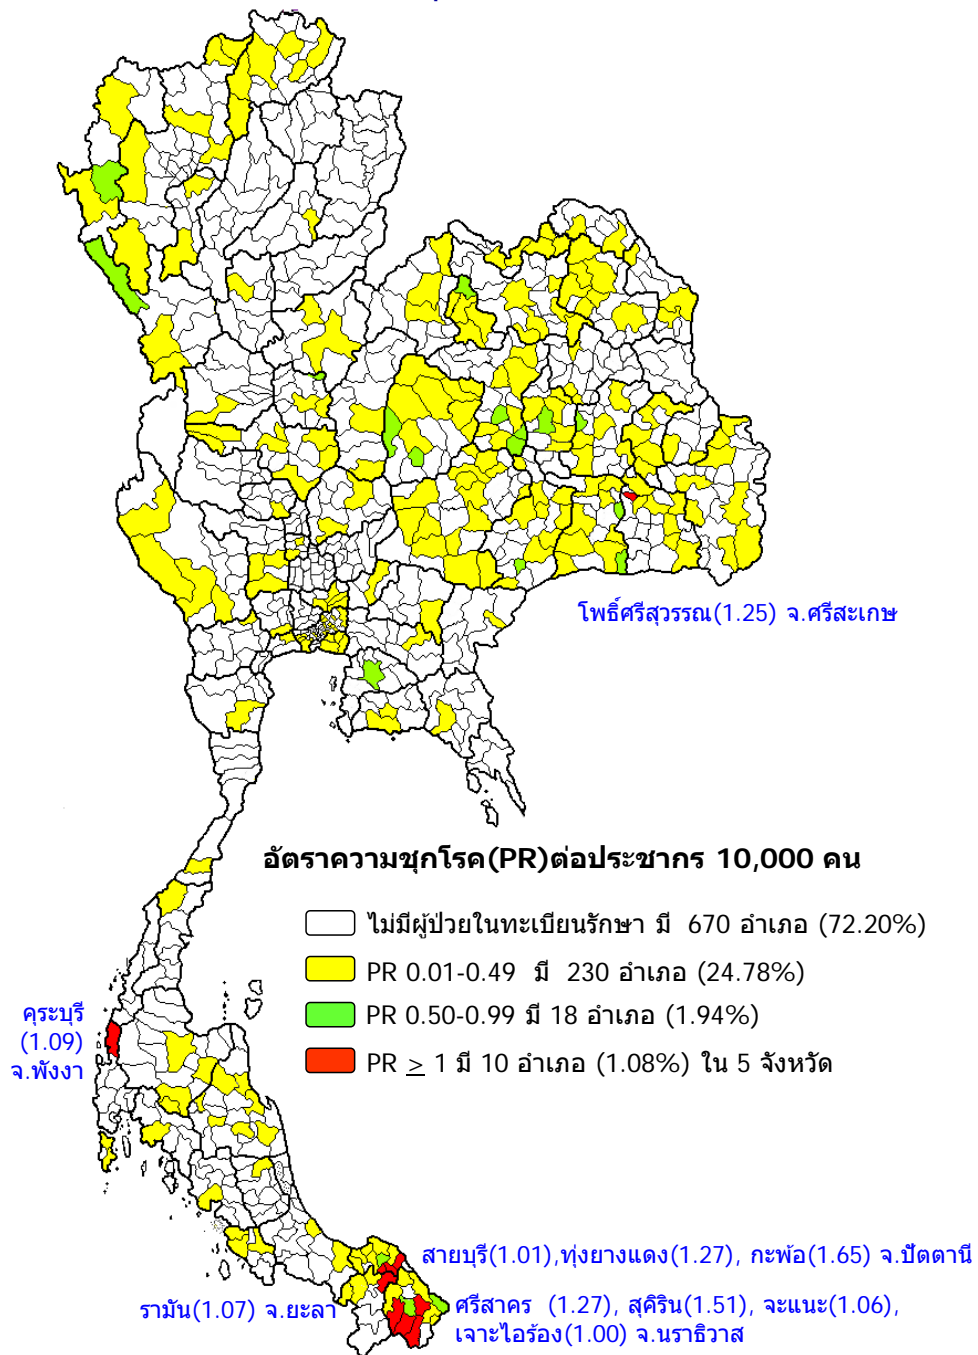 โพธิ์ศรีสุวรรณ(1.25) จ.ศรีสะเกษ
อัตราความชุกโรค(PR)ต่อประชากร 10,000 คน
ไม่มีผู้ป่วยในทะเบียนรักษา มี 670 อำเภอ (72.20%)
PR 0.01-0.49 มี 230 อำเภอ (24.78%)
PR 0.50-0.99 มี 18 อำเภอ (1.94%)
PR ≥ 1 มี 10 อำเภอ (1.08%) ใน 5 จังหวัด
คุระบุรี
(1.09)
จ.พังงา
สายบุรี(1.01),ทุ่งยางแดง(1.27), กะพ้อ(1.65) จ.ปัตตานี
รามัน(1.07) จ.ยะลา
ศรีสาคร (1.27), สุคิริน(1.51), จะแนะ(1.06),
เจาะไอร้อง(1.00) จ.นราธิวาส